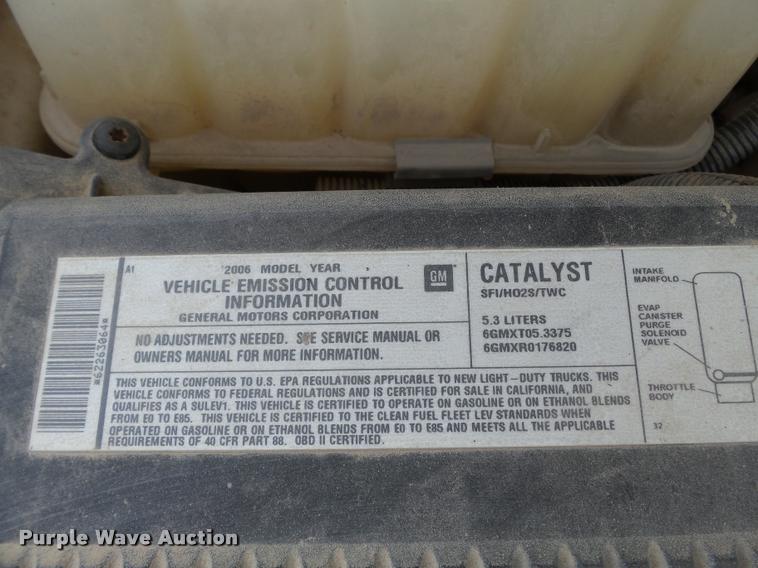 A1
2006 MODEL YEAR
VEHICLE EMISSION CONTROL
INFORMATION
GENERAL MOTORS CORPORATION
GM
NO ADJUSTMENTS NEEDED. SEE SERVICE MANUAL OR
OWNERS MANUAL FOR MORE INFORMATION.
CATALYST
SFI/HO2S/TWC
5.3 LITERS
6GMXT05.3375
6GMXR0176820
THIS VEHICLE CONFORMS TO U.S. EPA REGULATIONS APPLICABLE TO NEW LIGHT-DUTY TRUCKS. THIS
VEHICLE CONFORMS TO FEDERAL REGULATIONS AND IS CERTIFIED FOR SALE IN CALIFORNIA, AND
QUALIFIES AS A SULEV1. THIS VEHICLE IS CERTIFIED TO OPERATE ON GASOLINE OR ON ETHANOL BLENDS
FROM E0 TO E85. THIS VEHICLE IS CERTIFIED TO THE CLEAN FUEL FLEET LEV STANDARDS WHEN
OPERATED ON GASOLINE OR ON ETHANOL BLENDS FROM E0 TO E85 AND MEETS ALL THE APPLICABLE
REQUIREMENTS OF 40 CFR PART 88. OBD II CERTIFIED.
INTAKE
MANIFOLD
EVAP
CANISTER
PURGE
SOLENOID
VALVE
THROTTLE
BODY
32
*62263064*
Purple Wave Auction